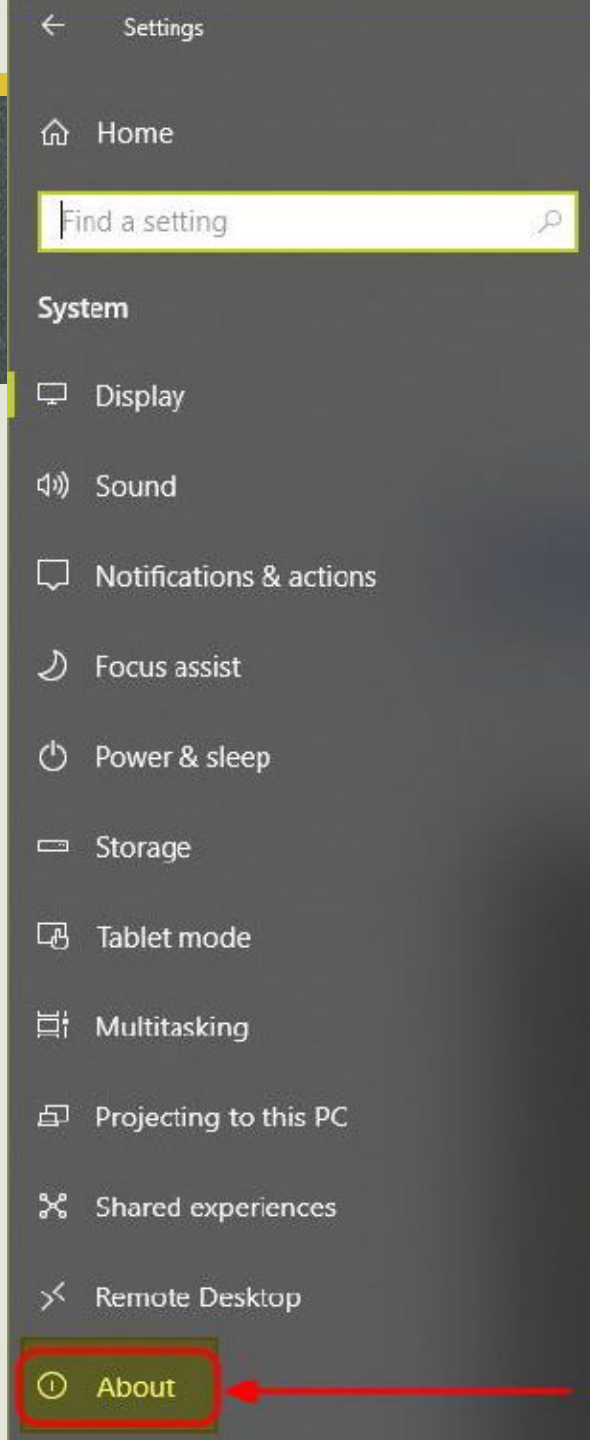 Settings
Home
Find a setting
System
Display
Sound
Notifications & actions
Focus assist
Power & sleep
Storage
Tablet mode
Multitasking
Projecting to this PC
Shared experiences
Remote Desktop
About